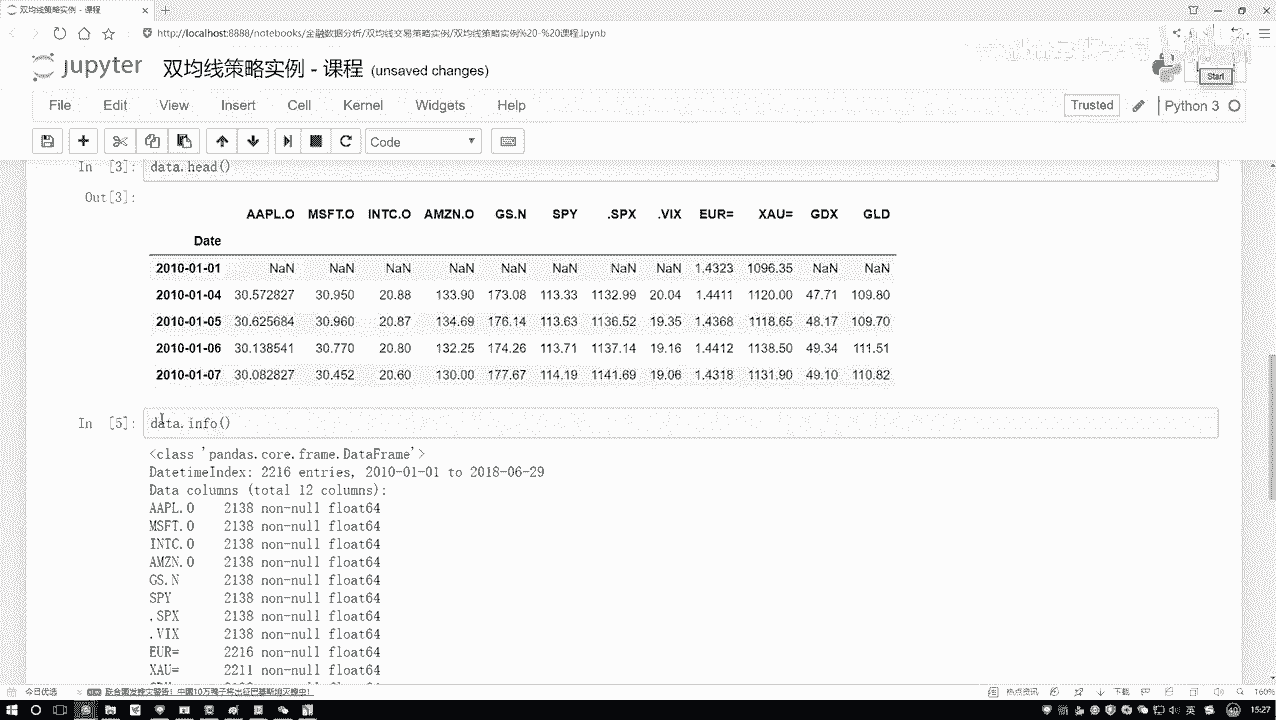 双均线策略实例 - 课程
http://localhost:8888/notebooks/金融数据分析/双均线交易策略实例/双均线策略实例%20-%20课程.ipynb
jupyter 双均线策略实例 - 课程 (unsaved changes)
Start
File Edit View Insert Cell Kernel Widgets Help
Trusted Python 3
Code
In [3]: data.head()
Out[3]:
AAPL.O MSFT.O INTC.O AMZN.O GS.N SPY .SPX .VIX EUR= XAU= GDX GLD
Date
2010-01-01 NaN NaN NaN NaN NaN NaN NaN NaN 1.4323 1096.35 NaN NaN
2010-01-04 30.572827 30.950 20.88 133.90 173.08 113.33 1132.99 20.04 1.4411 1120.00 47.71 109.80
2010-01-05 30.625684 30.960 20.87 134.69 176.14 113.63 1136.52 19.35 1.4368 1118.65 48.17 109.70
2010-01-06 30.138541 30.770 20.80 132.25 174.26 113.71 1137.14 19.16 1.4412 1138.50 49.34 111.51
2010-01-07 30.082827 30.452 20.60 130.00 177.67 114.19 1141.69 19.06 1.4318 1131.90 49.10 110.82
In [5]: data.info()
<class 'pandas.core.frame.DataFrame'>
DatetimeIndex: 2216 entries, 2010-01-01 to 2018-06-29
Data columns (total 12 columns):
AAPL.O 2138 non-null float64
MSFT.O 2138 non-null float64
INTC.O 2138 non-null float64
AMZN.O 2138 non-null float64
GS.N 2138 non-null float64
SPY 2138 non-null float64
.SPX 2138 non-null float64
.VIX 2138 non-null float64
EUR= 2216 non-null float64
XAU= 2211 non-null float64
今日优选
热点资讯 下载 160%
英 15:27